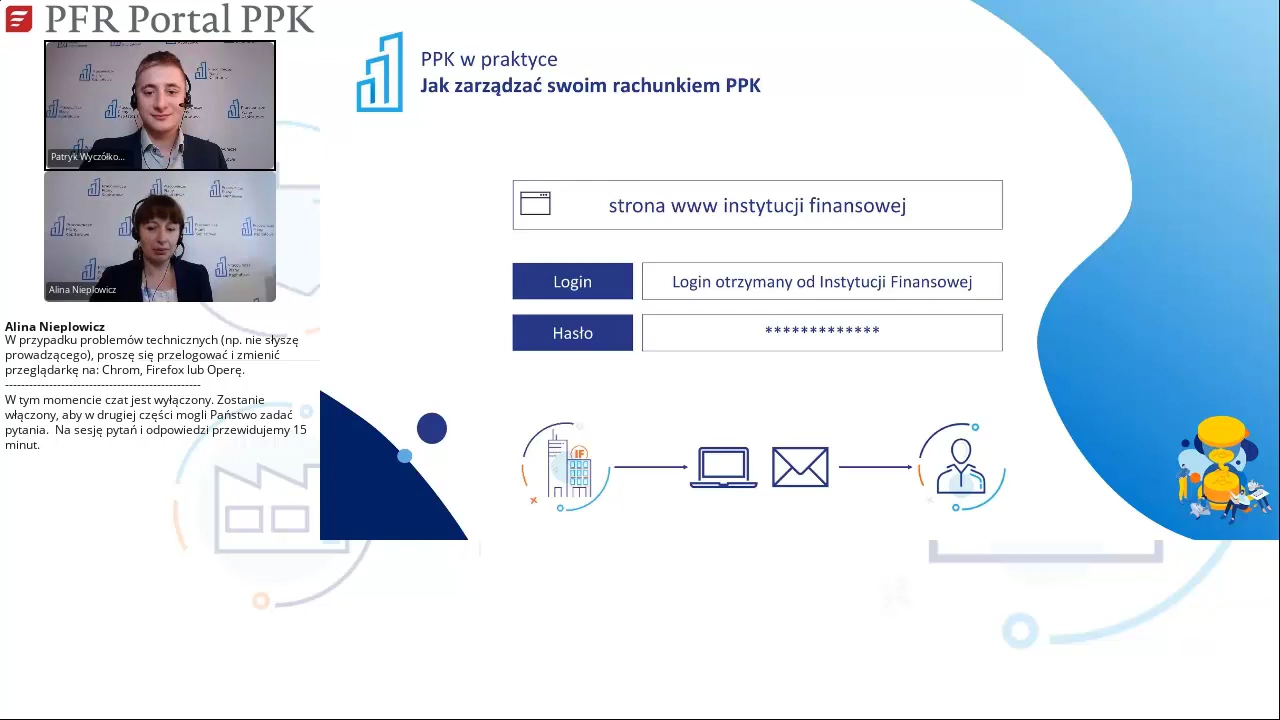 PFR Portal PPK
Patryk Wyczółko...
Alina Nieplowicz
Alina Nieplowicz
W przypadku problemów technicznych (np. nie słyszę
prowadzącego), proszę się przelogować i zmienić
przeglądarkę na: Chrom, Firefox lub Operę.
-------------------------------------------------
W tym momencie czat jest wyłączony. Zostanie
włączony, aby w drugiej części mogli Państwo zadać
pytania.  Na sesję pytań i odpowiedzi przewidujemy 15
minut.
PPK w praktyce
Jak zarządzać swoim rachunkiem PPK
strona www instytucji finansowej
Login
Login otrzymany od Instytucji Finansowej
Hasło
*************
IF